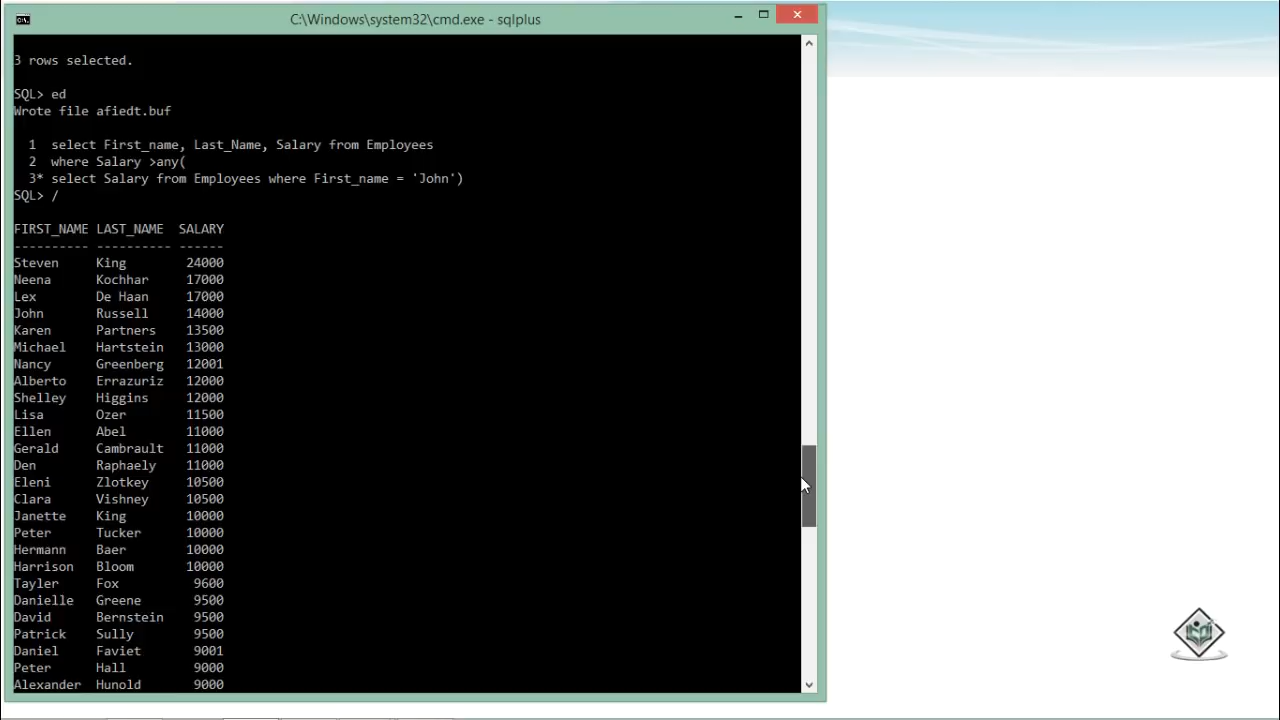 C:\Windows\system32\cmd.exe - sqlplus
3 rows selected.
SQL> ed
Wrote file afiedt.buf
1 select First_name, Last_Name, Salary from Employees
2 where Salary >any(
3* select Salary from Employees where First_name = 'John')
SQL> /
FIRST_NAME LAST_NAME SALARY
---------- ---------- ------
Steven King 24000
Neena Kochhar 17000
Lex De Haan 17000
John Russell 14000
Karen Partners 13500
Michael Hartstein 13000
Nancy Greenberg 12001
Alberto Errazuriz 12000
Shelley Higgins 12000
Lisa Ozer 11500
Ellen Abel 11000
Gerald Cambrault 11000
Den Raphaely 11000
Eleni Zlotkey 10500
Clara Vishney 10500
Janette King 10000
Peter Tucker 10000
Hermann Baer 10000
Harrison Bloom 10000
Tayler Fox 9600
Danielle Greene 9500
David Bernstein 9500
Patrick Sully 9500
Daniel Faviet 9001
Peter Hall 9000
Alexander Hunold 9000